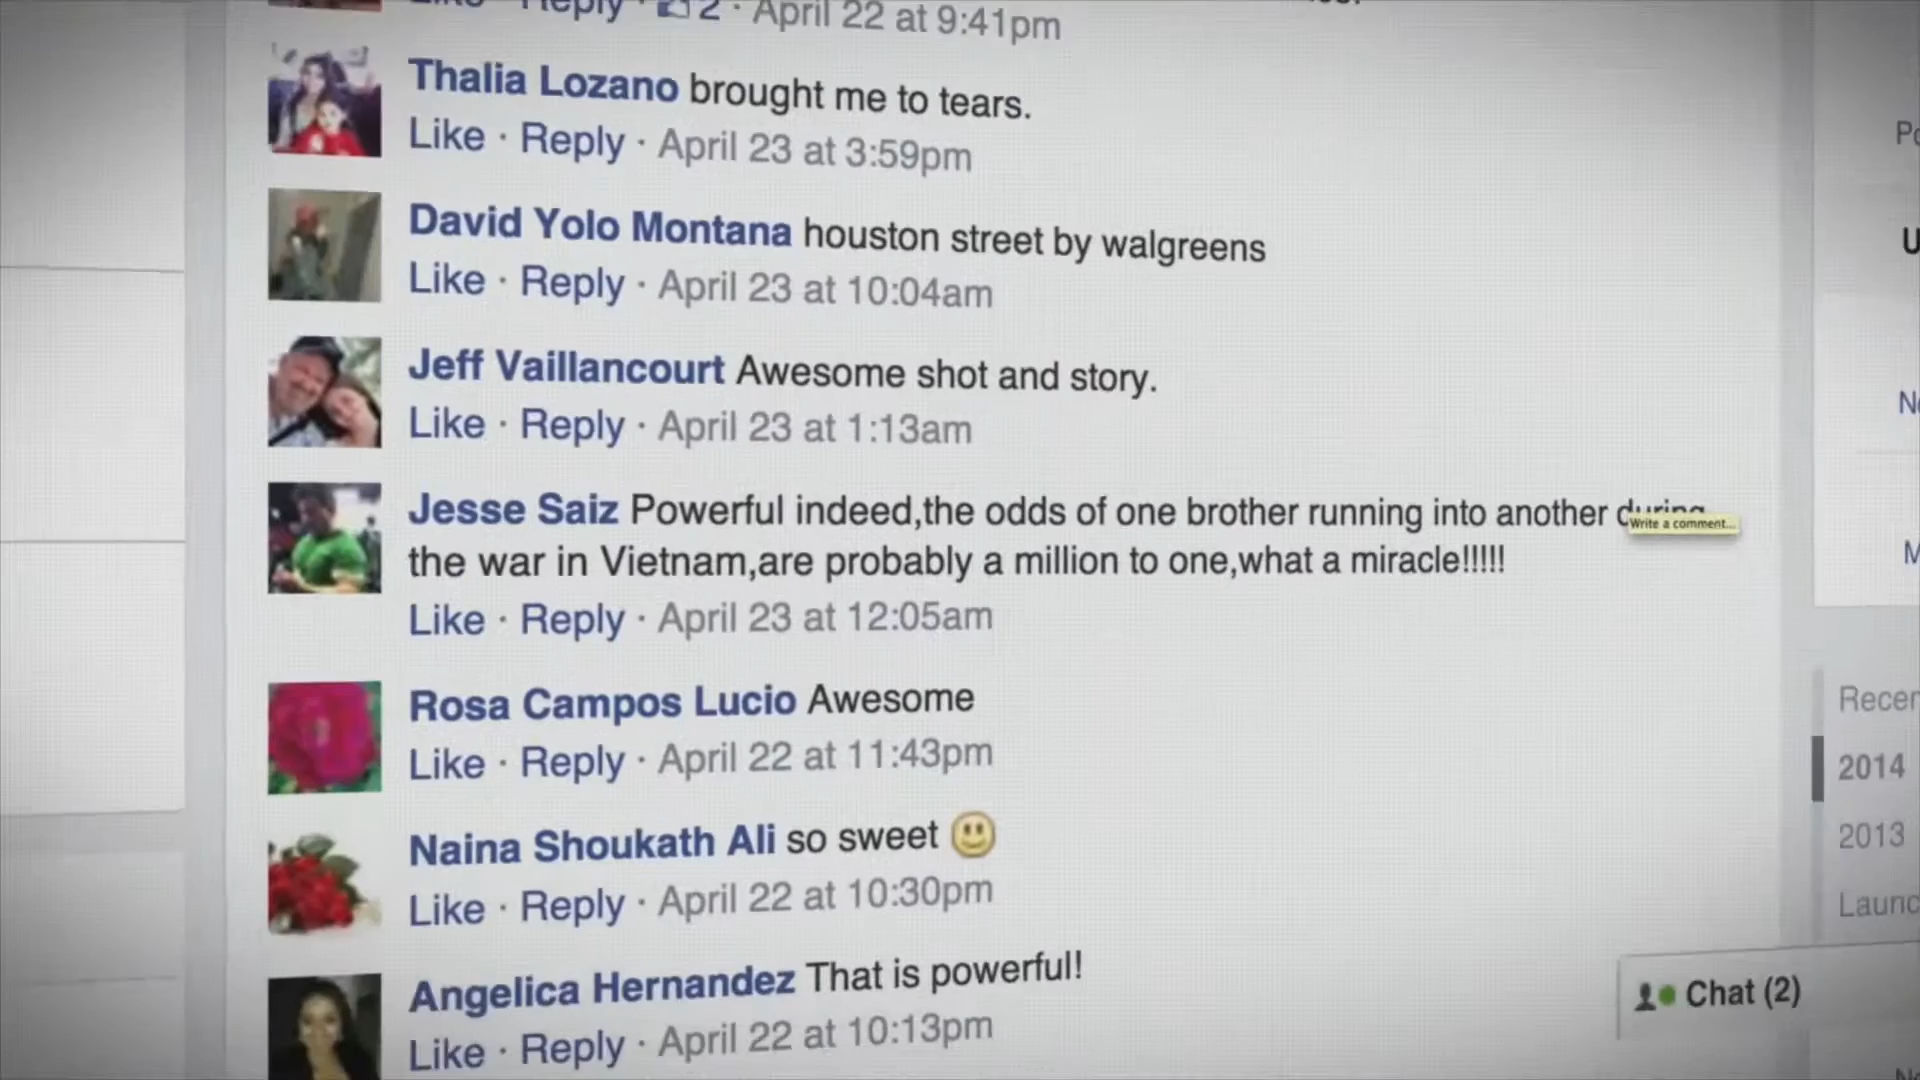 2 · April 22 at 9:41pm
Thalia Lozano brought me to tears.
Like · Reply · April 23 at 3:59pm
David Yolo Montana houston street by walgreens
Like · Reply · April 23 at 10:04am
Jeff Vaillancourt Awesome shot and story.
Like · Reply · April 23 at 1:13am
Jesse Saiz Powerful indeed,the odds of one brother running into another during
Write a comment...
the war in Vietnam,are probably a million to one,what a miracle!!!!!
Like · Reply · April 23 at 12:05am
Rosa Campos Lucio Awesome
Like · Reply · April 22 at 11:43pm
Naina Shoukath Ali so sweet
Like · Reply · April 22 at 10:30pm
Angelica Hernandez That is powerful!
Like · Reply · April 22 at 10:13pm
2014
2013
Chat (2)